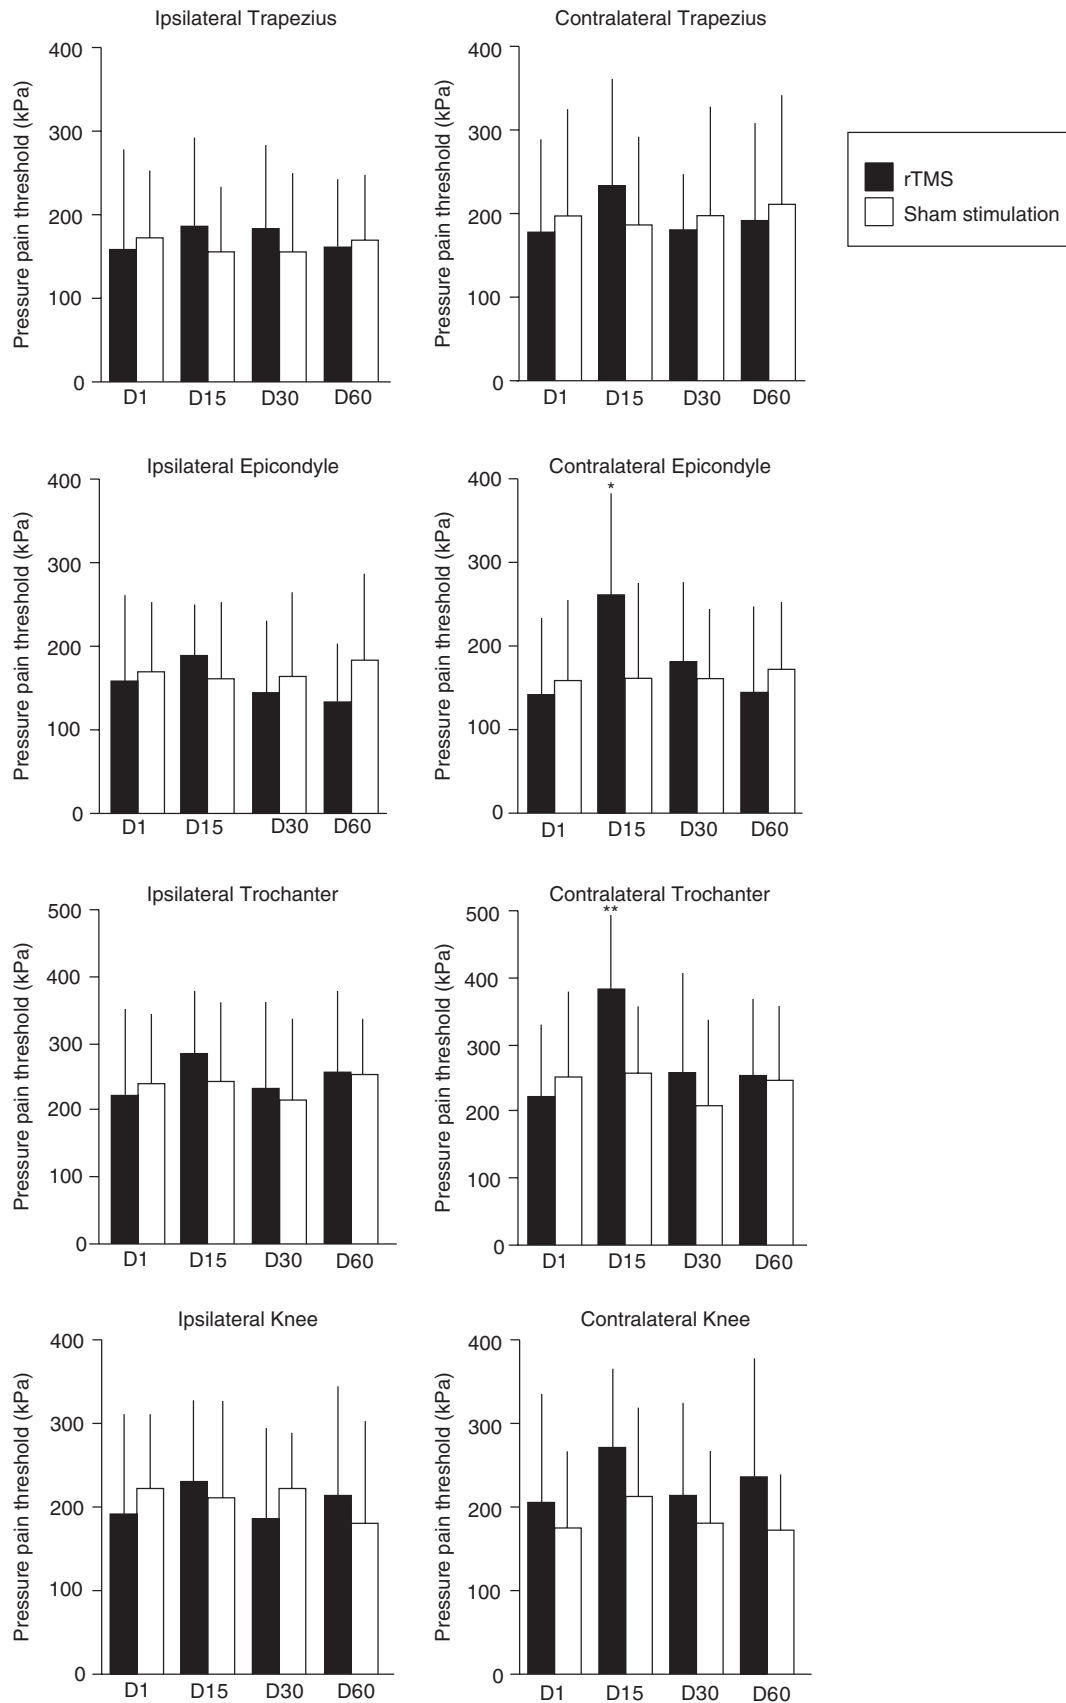 Ipsilateral Trapezius
Pressure pain threshold (kPa)
400
300
200
100
0
D1 D15 D30 D60
Contralateral Trapezius
Pressure pain threshold (kPa)
400
300
200
100
0
D1 D15 D30 D60
rTMS
Sham stimulation
Ipsilateral Epicondyle
Pressure pain threshold (kPa)
400
300
200
100
0
D1 D15 D30 D60
Contralateral Epicondyle
Pressure pain threshold (kPa)
400
300
200
100
0
*
D1 D15 D30 D60
Ipsilateral Trochanter
Pressure pain threshold (kPa)
500
400
300
200
100
0
D1 D15 D30 D60
Contralateral Trochanter
Pressure pain threshold (kPa)
500
400
300
200
100
0
**
D1 D15 D30 D60
Ipsilateral Knee
Pressure pain threshold (kPa)
400
300
200
100
0
D1 D15 D30 D60
Contralateral Knee
Pressure pain threshold (kPa)
400
300
200
100
0
D1 D15 D30 D60